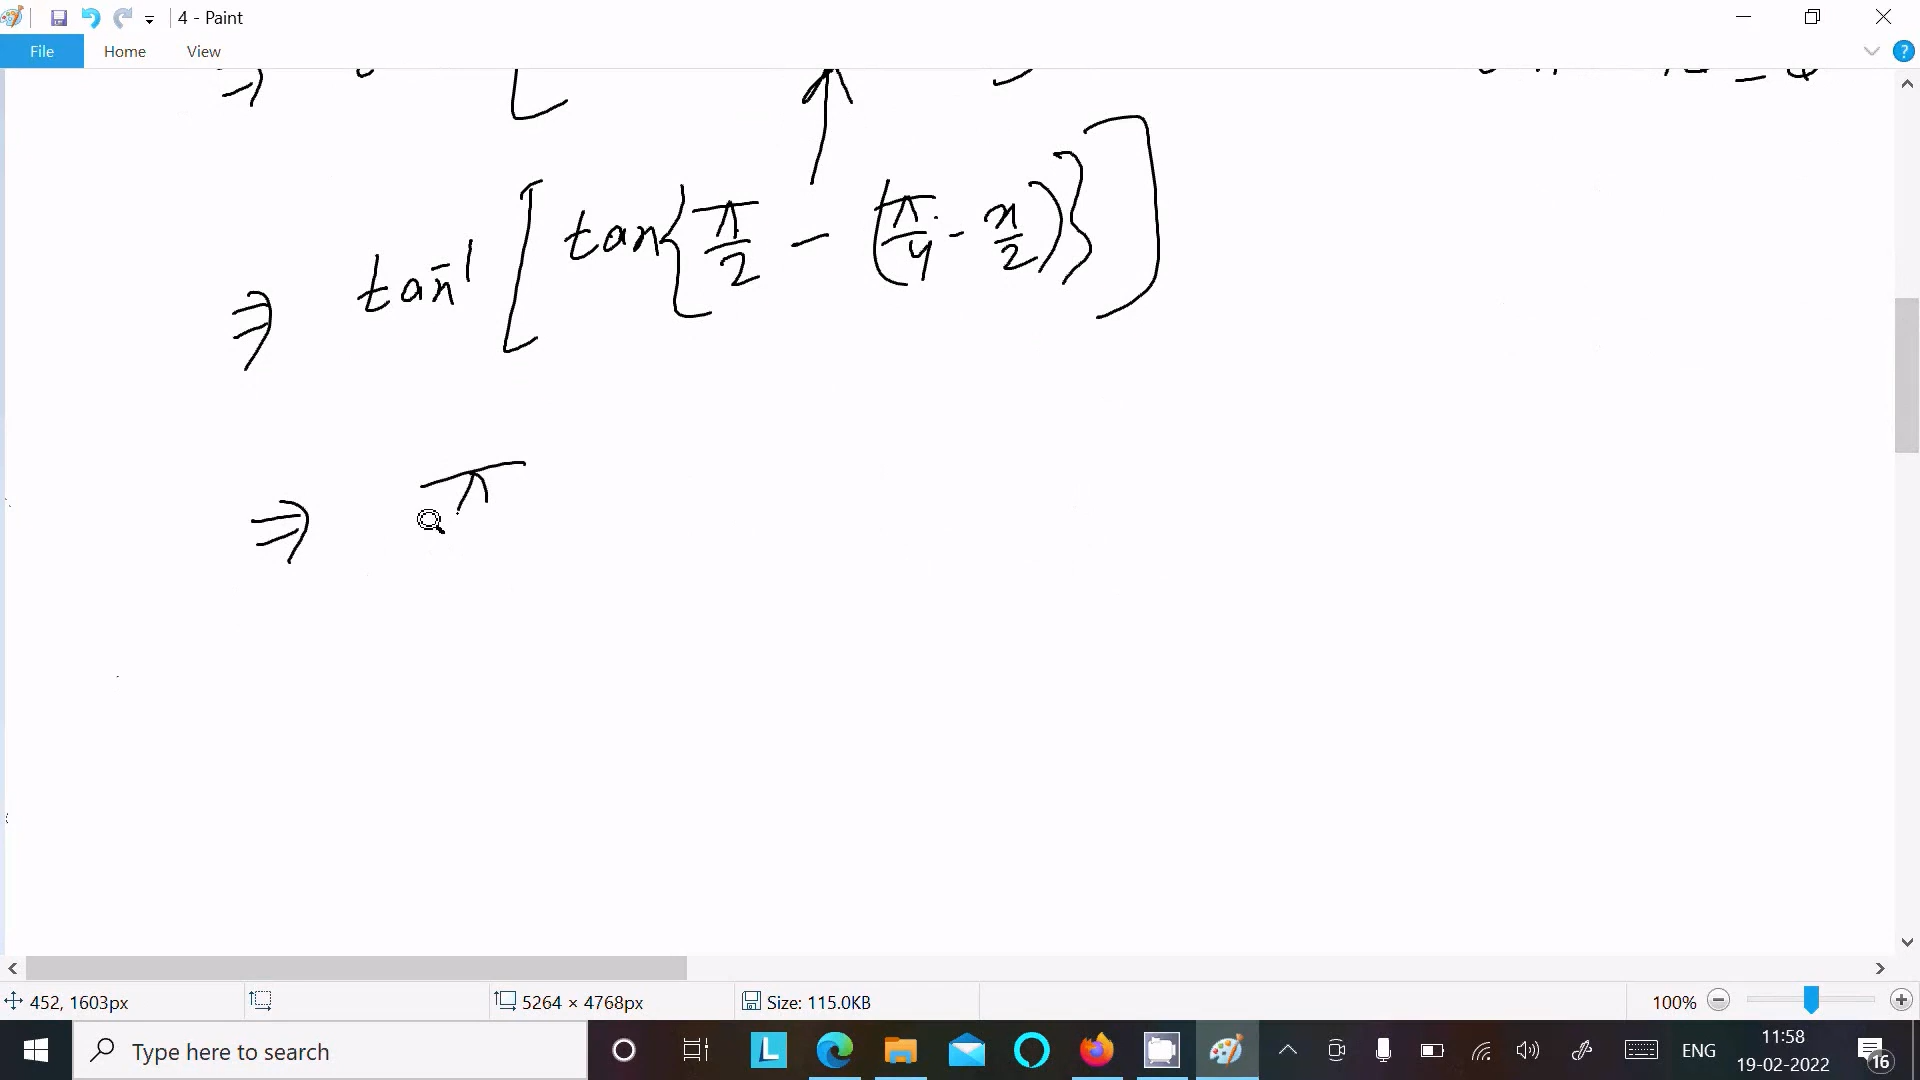 4 - Paint
File Home View
⇒ tan⁻¹ [ tan { π/2 - ( π/4 - x/2 ) } ]
⇒ π
452, 1603px 5264 × 4768px Size: 115.0KB 100%
Type here to search L ENG 11:58
19-02-2022 16